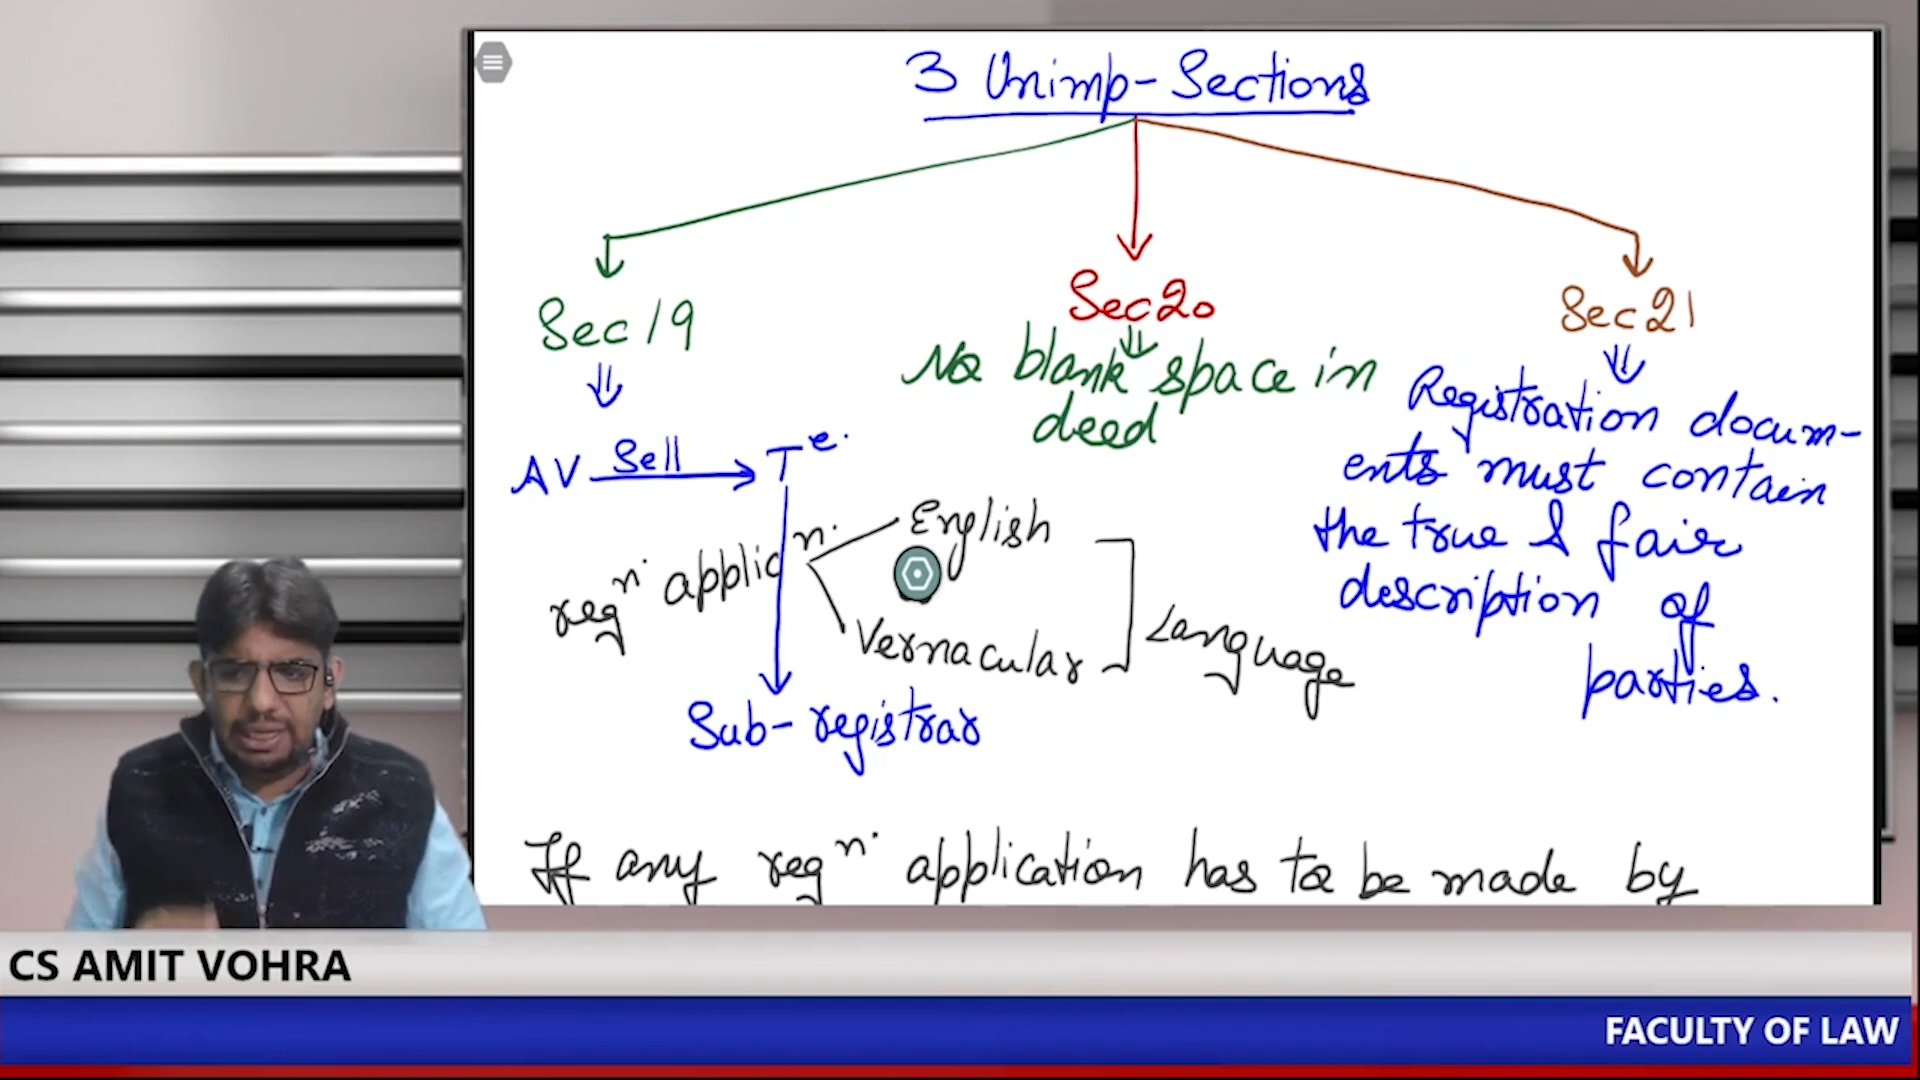 3 Unimp-Sections
Sec 19
Sec 20
Sec 21
No blank space in
deed
Registration docum-
ents must contain
the true & fair
description of
parties.
AV Sell Tᵉ·
regⁿ· applicⁿ·
English
Vernacular
Language
Sub-registrar
If any regⁿ· application has to be made by
CS AMIT VOHRA
FACULTY OF LAW